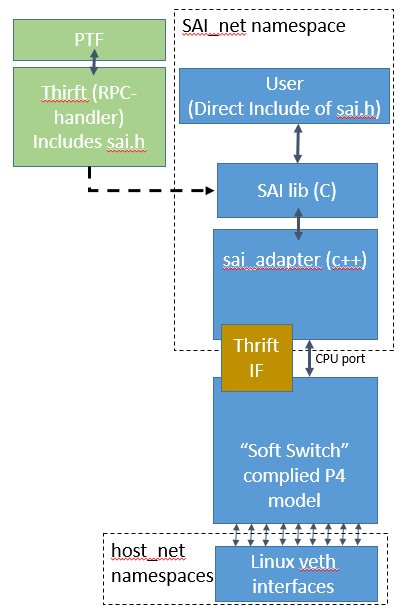 PTF
Thirft (RPC-
handler)
Includes sai.h
SAI_net namespace
User
(Direct Include of sai.h)
SAI lib (C)
sai_adapter (c++)
Thrift
IF
CPU port
“Soft Switch”
complied P4
model
host_net
namespaces
Linux veth
interfaces